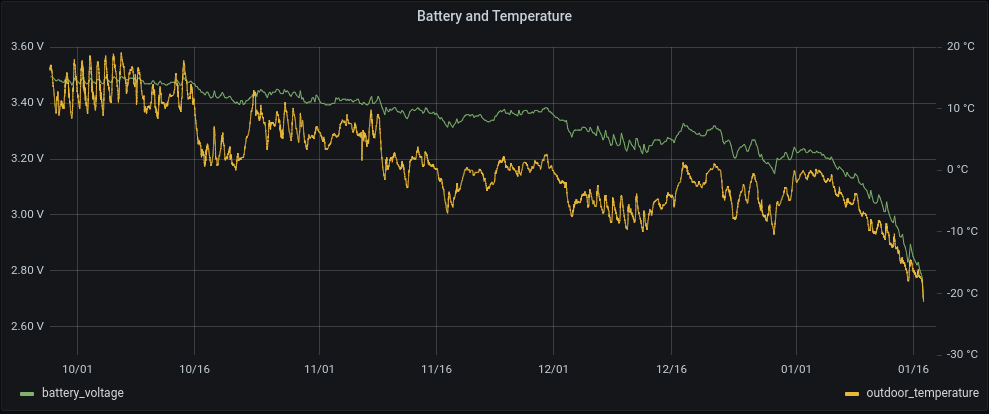 Battery and Temperature
3.60 V
3.40 V
3.20 V
3.00 V
2.80 V
2.60 V
20 °C
10 °C
0 °C
-10 °C
-20 °C
-30 °C
10/01 10/16 11/01 11/16 12/01 12/16 01/01 01/16
battery_voltage outdoor_temperature